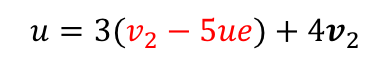 u = 3(v₂ − 5ue) + 4v₂